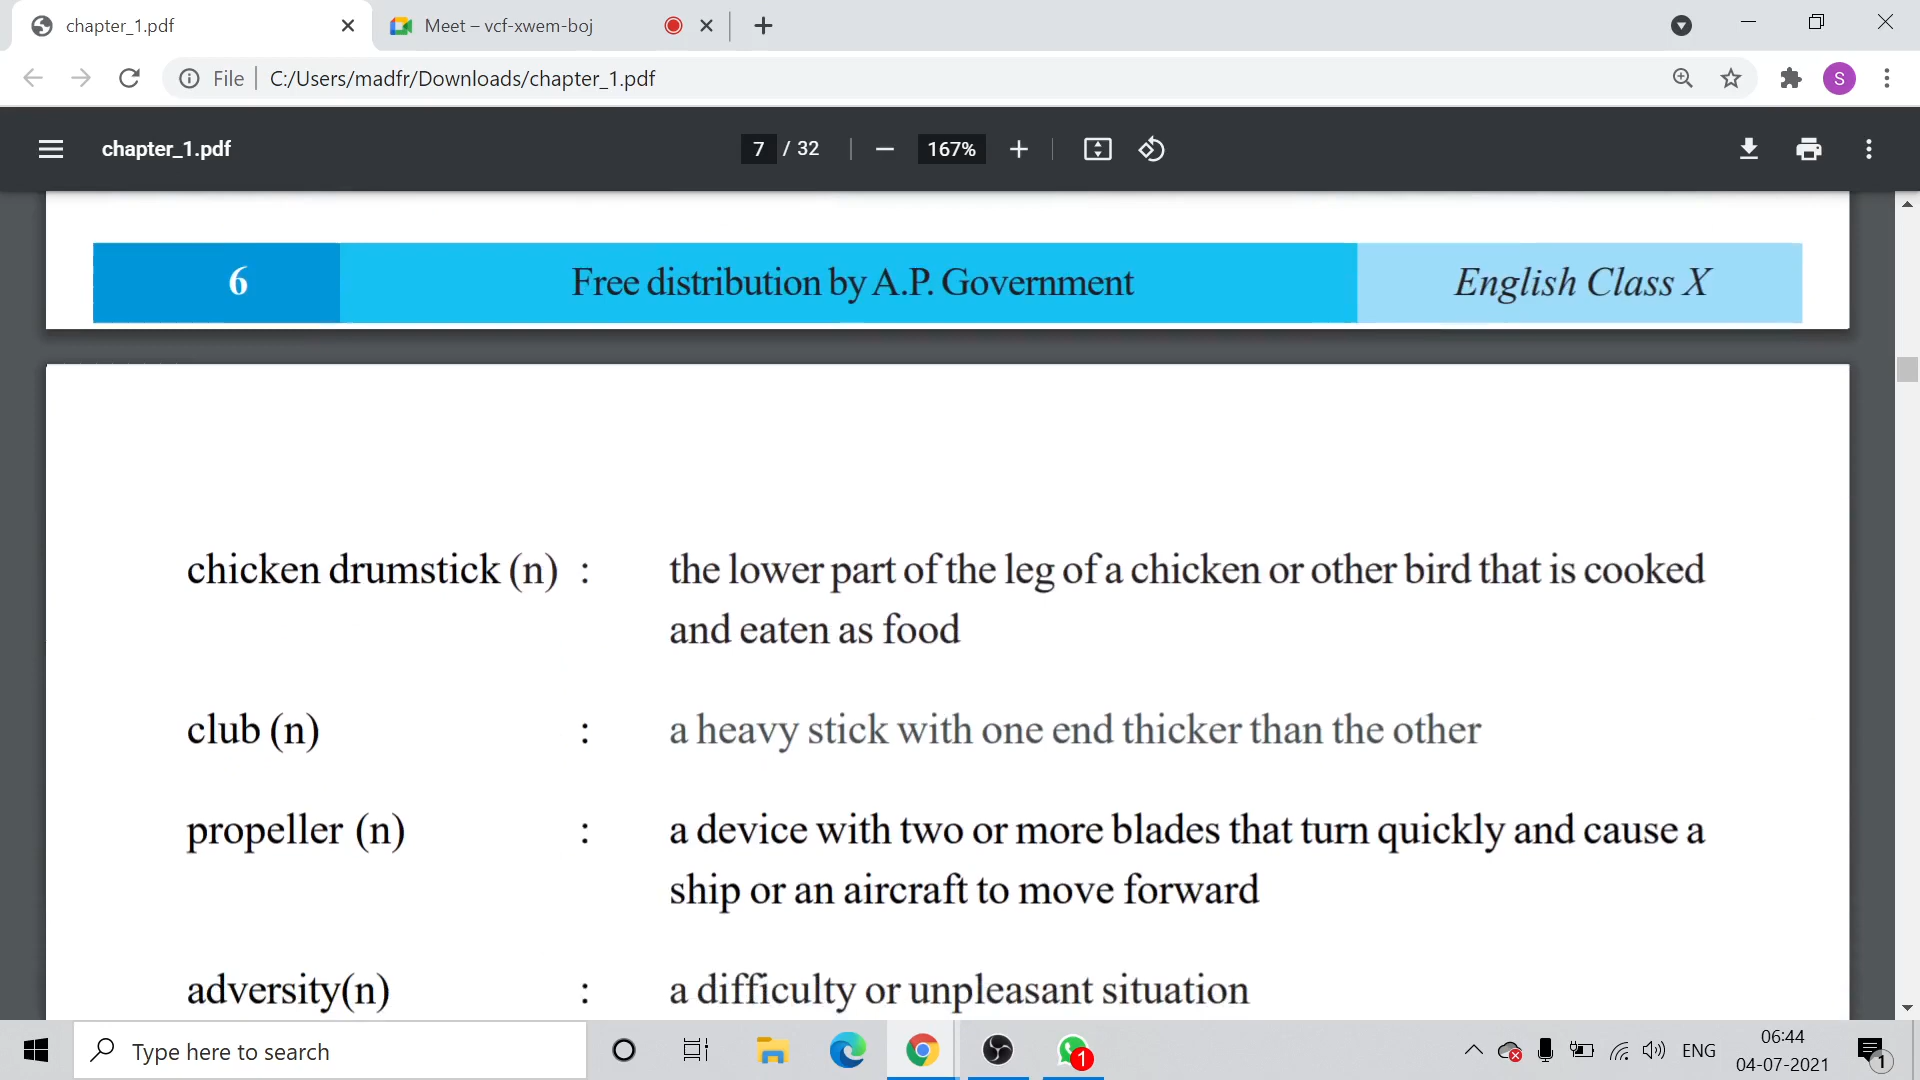 chapter_1.pdf
Meet – vcf-xwem-boj
File
C:/Users/madfr/Downloads/chapter_1.pdf
S
chapter_1.pdf
7 / 32
167%
6
Free distribution by A.P. Government
English Class X
chicken drumstick (n) : the lower part of the leg of a chicken or other bird that is cooked
and eaten as food
club (n) : a heavy stick with one end thicker than the other
propeller (n) : a device with two or more blades that turn quickly and cause a
ship or an aircraft to move forward
adversity(n) : a difficulty or unpleasant situation
Type here to search
1
ENG
06:44
04-07-2021
1